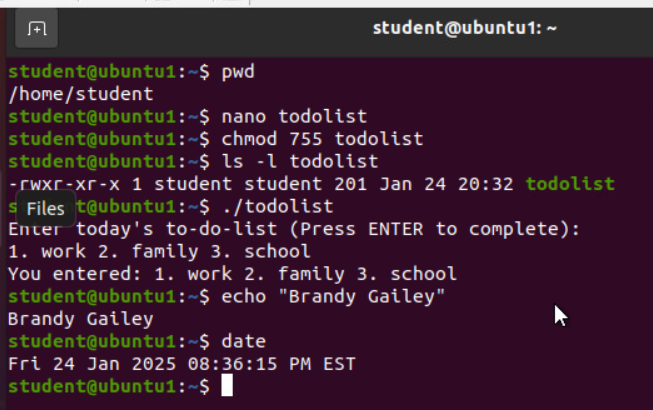 student@ubuntu1: ~
student@ubuntu1:~$ pwd
/home/student
student@ubuntu1:~$ nano todolist
student@ubuntu1:~$ chmod 755 todolist
student@ubuntu1:~$ ls -l todolist
-rwxr-xr-x 1 student student 201 Jan 24 20:32 todolist
s Files t@ubuntu1:~$ ./todolist
Enter today's to-do-list (Press ENTER to complete):
1. work 2. family 3. school
You entered: 1. work 2. family 3. school
student@ubuntu1:~$ echo "Brandy Gailey"
Brandy Gailey
student@ubuntu1:~$ date
Fri 24 Jan 2025 08:36:15 PM EST
student@ubuntu1:~$